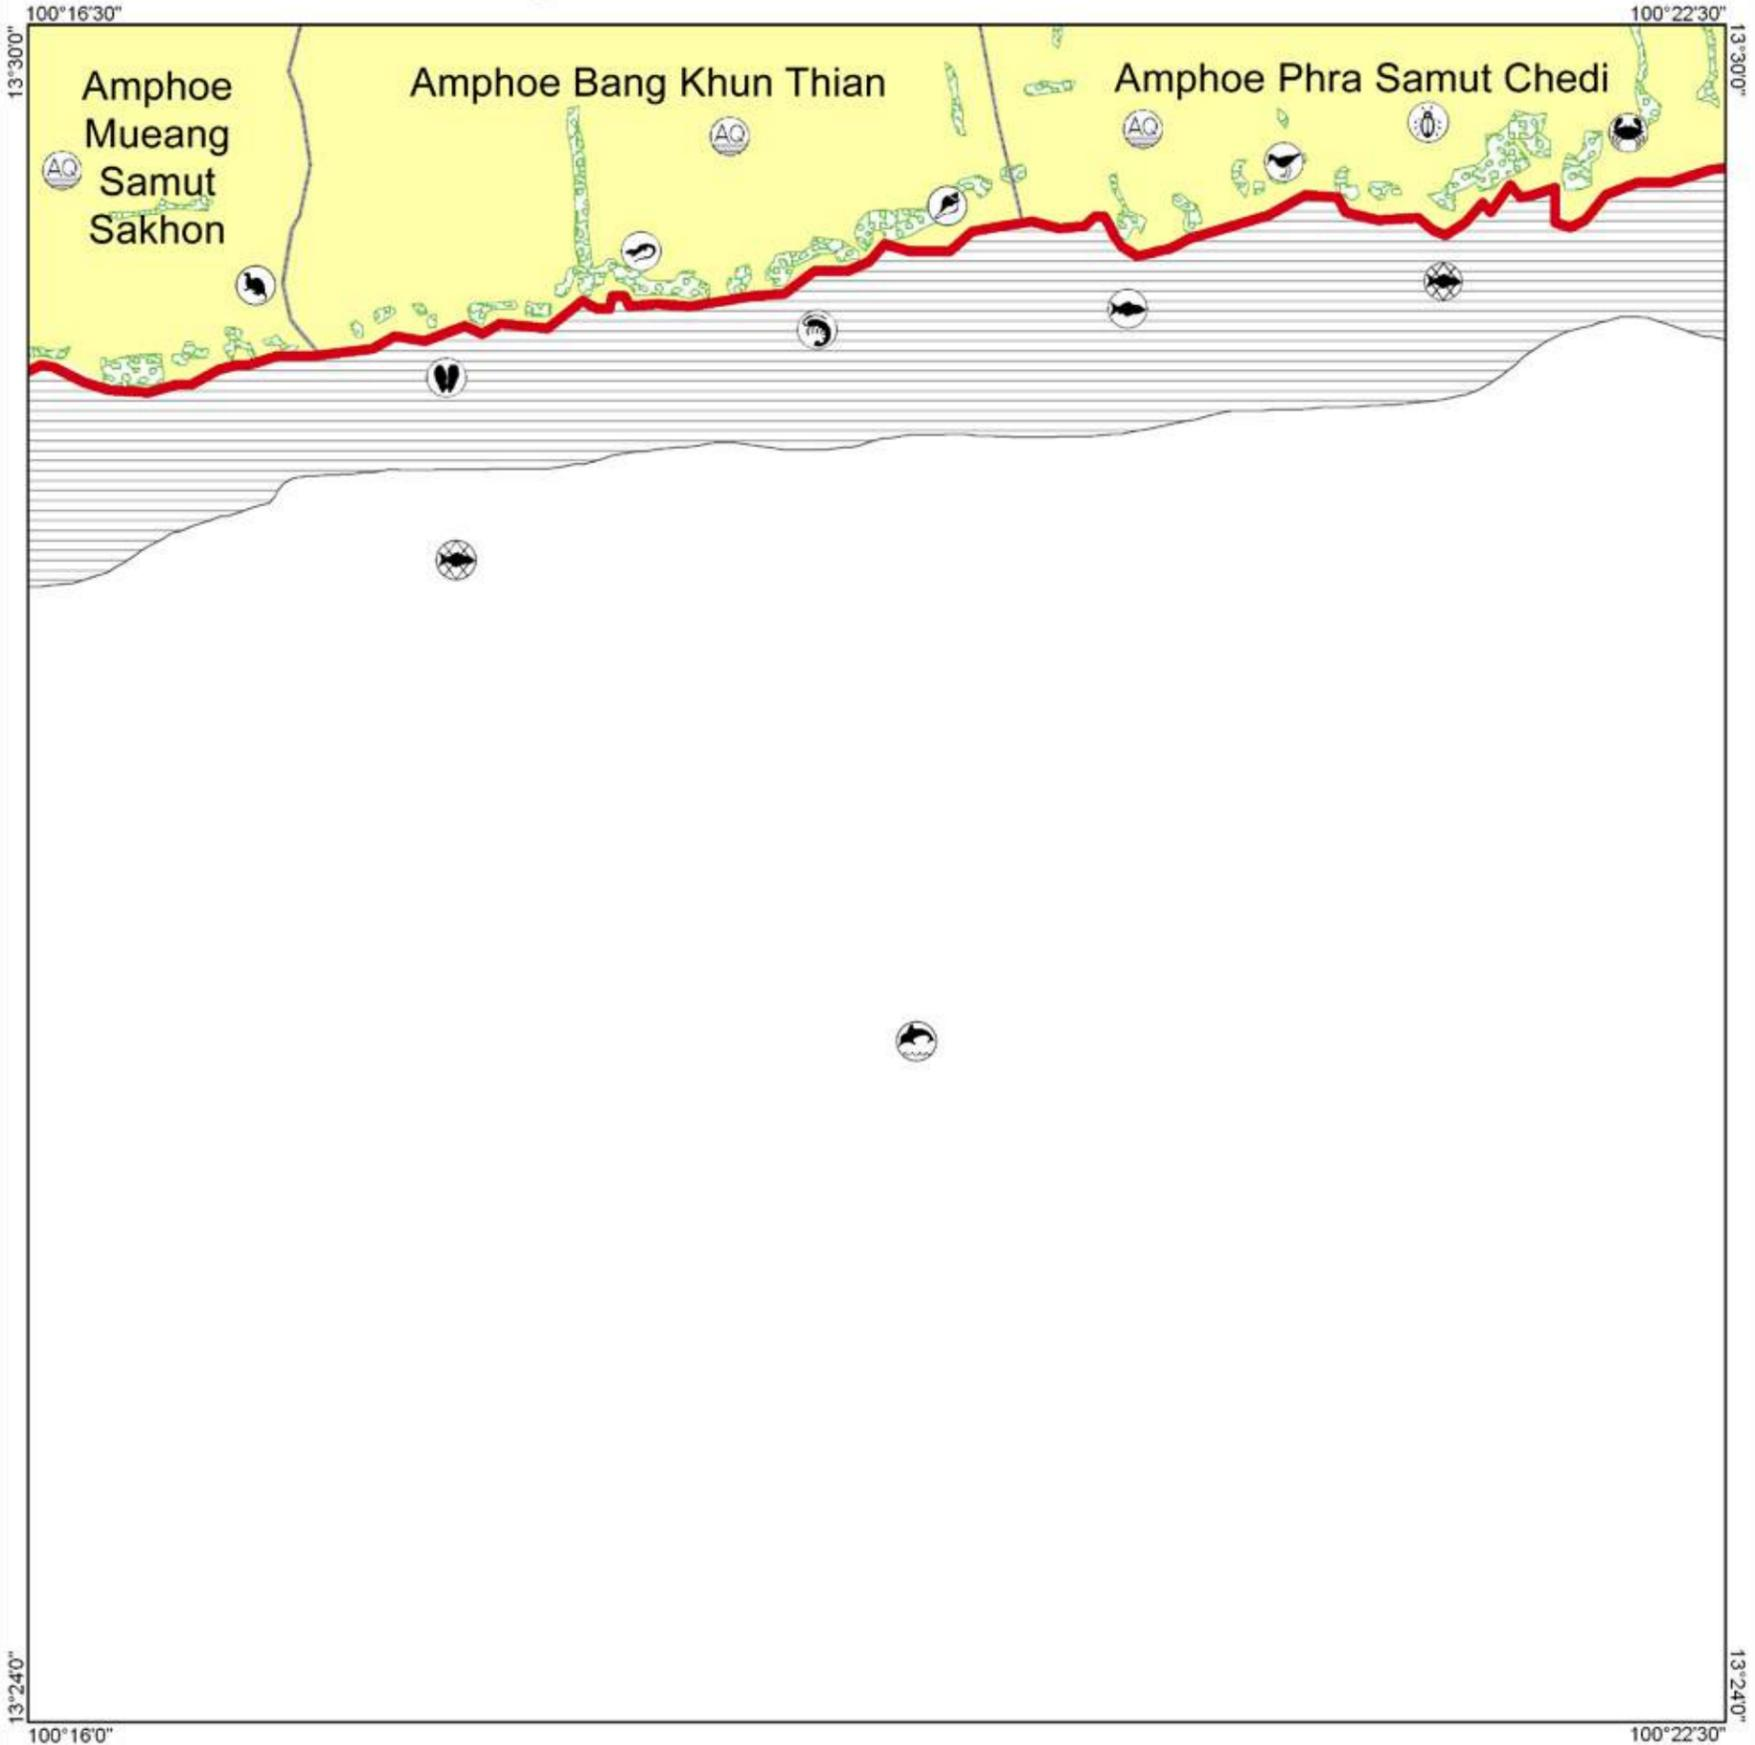 100°16'30"
100°22'30"
13°30'0"
13°30'0"
Amphoe
Mueang
Samut
Sakhon
Amphoe Bang Khun Thian
Amphoe Phra Samut Chedi
AQ
AQ
AQ
13°24'0"
13°24'0"
100°16'0"
100°22'30"